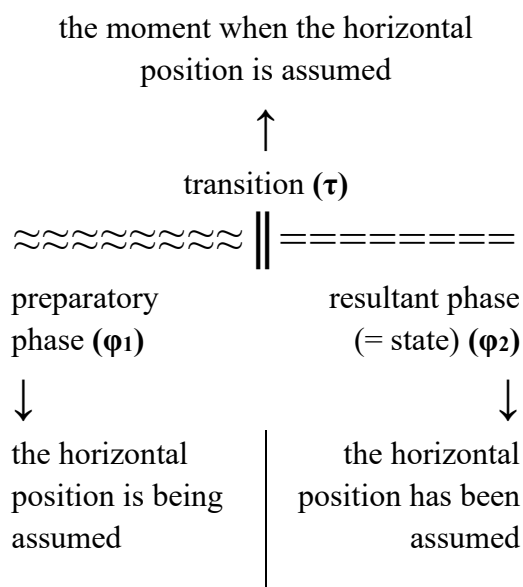 the moment when the horizontal
position is assumed
↑
transition (τ)
≈≈≈≈≈≈≈≈ ‖ ========
preparatory
phase (φ1)
resultant phase
(= state) (φ2)
↓ ↓
the horizontal
position is being
assumed
the horizontal
position has been
assumed